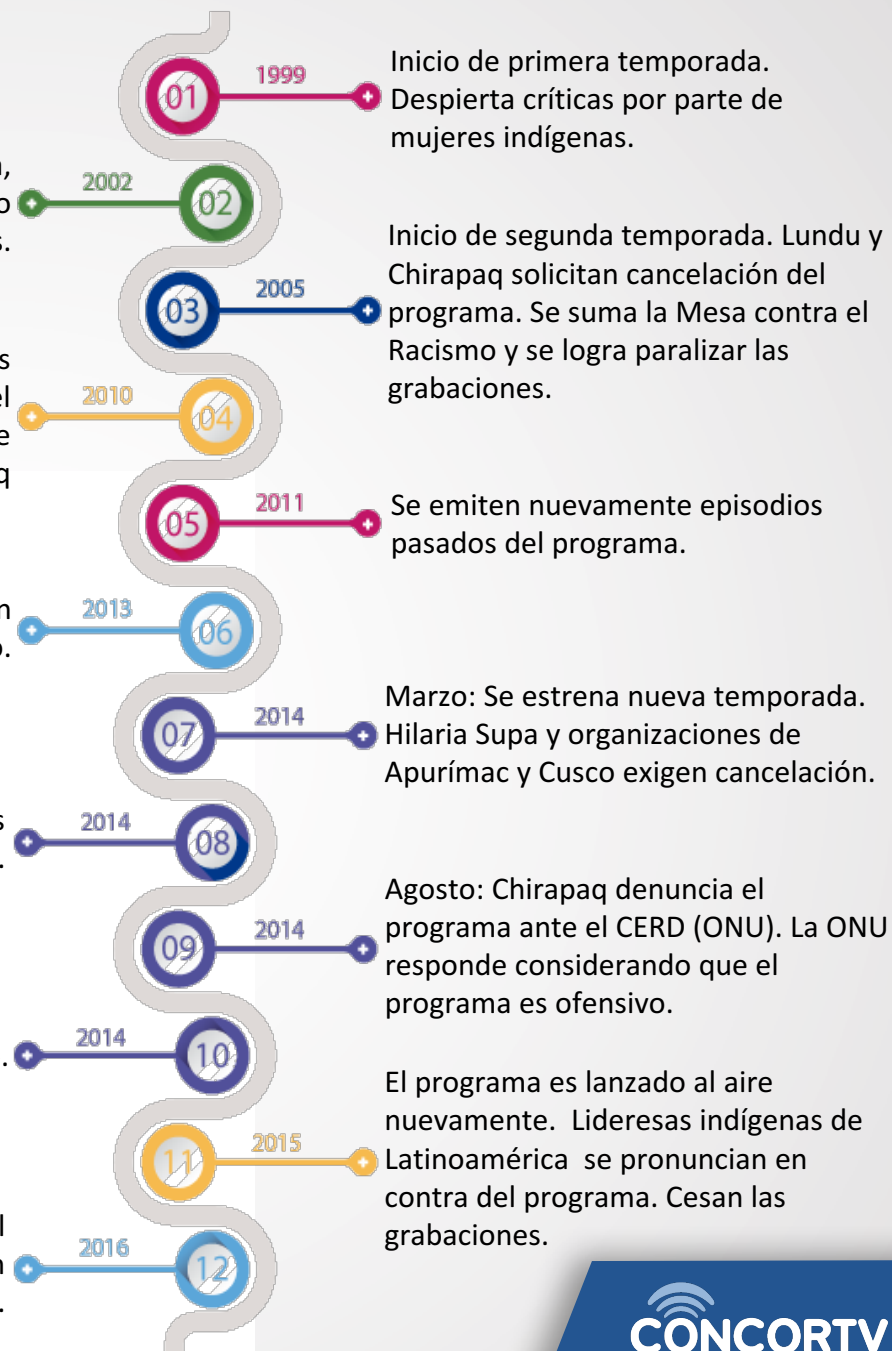 01
1999
Inicio de primera temporada.
Despierta críticas por parte de
mujeres indígenas.
2002
02
03
2005
Inicio de segunda temporada. Lundu y
Chirapaq solicitan cancelación del
programa. Se suma la Mesa contra el
Racismo y se logra paralizar las
grabaciones.
2010
04
05
2011
Se emiten nuevamente episodios
pasados del programa.
2013
06
07
2014
Marzo: Se estrena nueva temporada.
Hilaria Supa y organizaciones de
Apurímac y Cusco exigen cancelación.
2014
08
09
2014
Agosto: Chirapaq denuncia el
programa ante el CERD (ONU). La ONU
responde considerando que el
programa es ofensivo.
2014
10
11
2015
El programa es lanzado al aire
nuevamente. Lideresas indígenas de
Latinoamérica se pronuncian en
contra del programa. Cesan las
grabaciones.
2016
12
CONCORTV